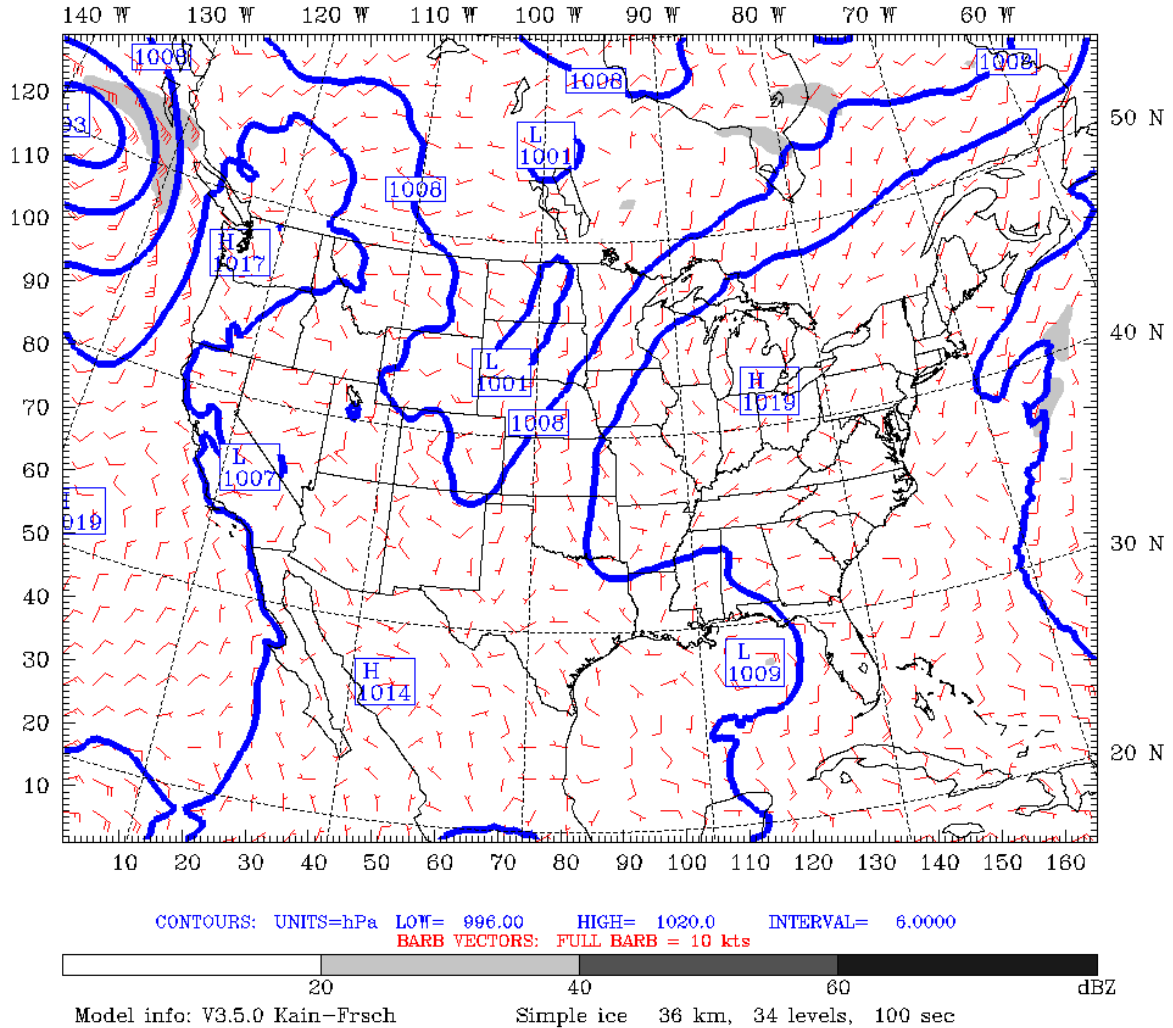 140 W 130 W 120 W 110 W 100 W 90 W 80 W 70 W 60 W
1008
1008
1008
120
50 N
93
L
1001
110
1008
100
H
1017
90
40 N
80
L
1001
H
1019
70
1008
60
L
1007
019
50
30 N
40
30
H
1014
L
1009
20
20 N
10
10 20 30 40 50 60 70 80 90 100 110 120 130 140 150 160
CONTOURS: UNITS=hPa LOW= 996.00 HIGH= 1020.0 INTERVAL= 6.0000
BARB VECTORS: FULL BARB = 10 kts
20 40 60 dBZ
Model info: V3.5.0 Kain-Frsch Simple ice 36 km, 34 levels, 100 sec